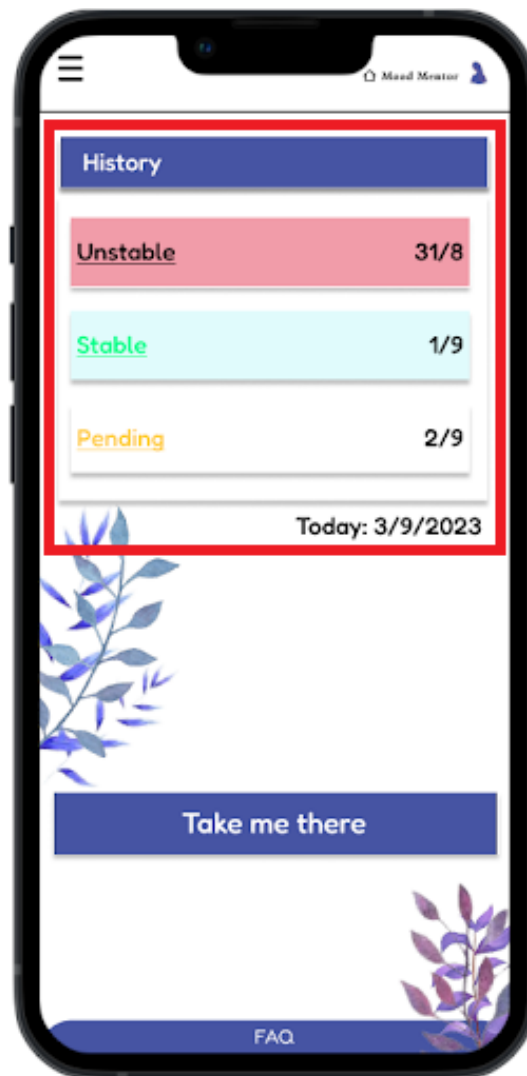 Mood Mentor
History
Unstable 31/8
Stable 1/9
Pending 2/9
Today: 3/9/2023
Take me there
FAQ